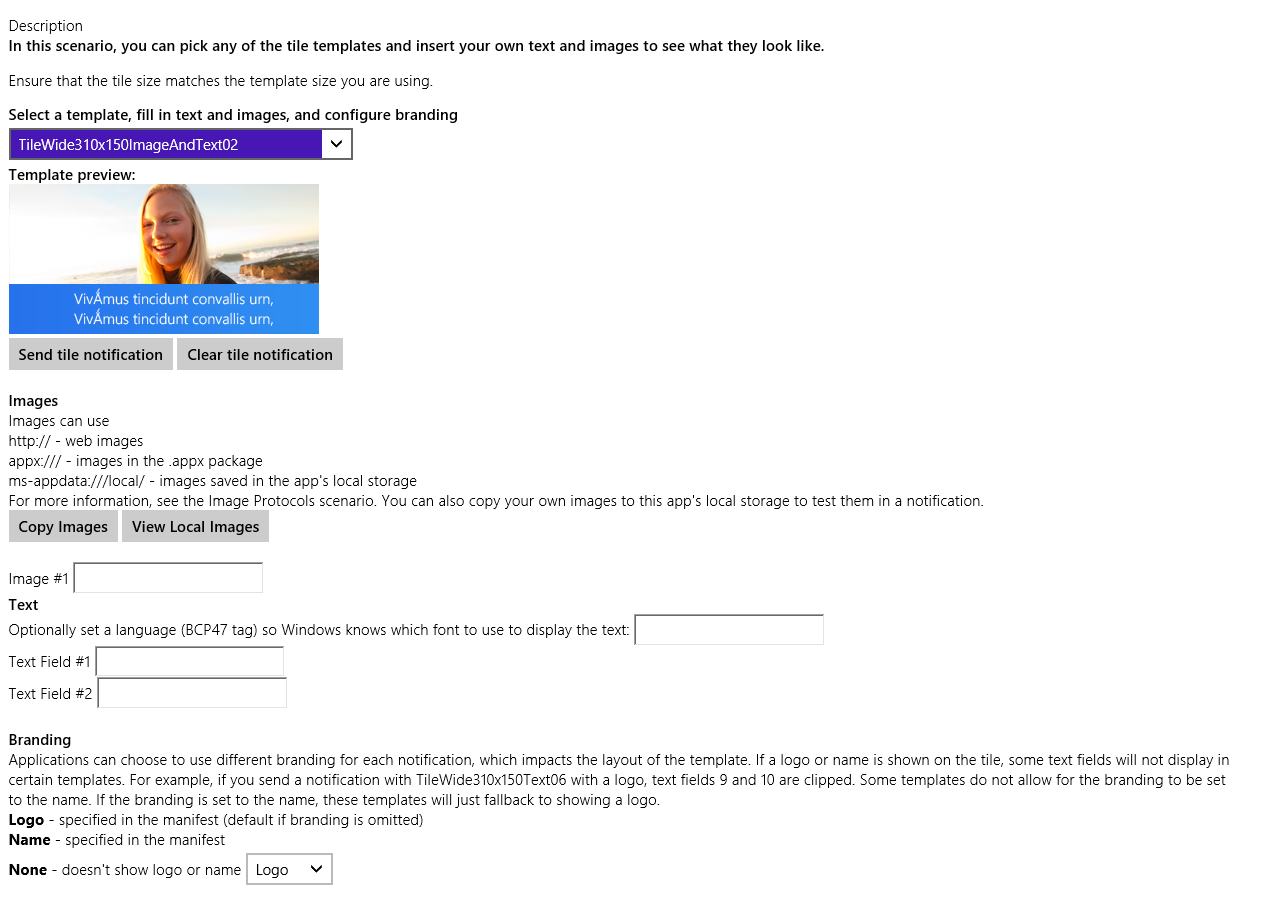 Description
In this scenario, you can pick any of the tile templates and insert your own text and images to see what they look like.
Ensure that the tile size matches the template size you are using.
Select a template, fill in text and images, and configure branding
TileWide310x150ImageAndText02
Template preview:
VivǺmus tincidunt convallis urn,
VivǺmus tincidunt convallis urn,
Send tile notification Clear tile notification
Images
Images can use
http:// - web images
appx:/// - images in the .appx package
ms-appdata:///local/ - images saved in the app's local storage
For more information, see the Image Protocols scenario. You can also copy your own images to this app's local storage to test them in a notification.
Copy Images View Local Images
Image #1
Text
Optionally set a language (BCP47 tag) so Windows knows which font to use to display the text:
Text Field #1
Text Field #2
Branding
Applications can choose to use different branding for each notification, which impacts the layout of the template. If a logo or name is shown on the tile, some text fields will not display in
certain templates. For example, if you send a notification with TileWide310x150Text06 with a logo, text fields 9 and 10 are clipped. Some templates do not allow for the branding to be set
to the name. If the branding is set to the name, these templates will just fallback to showing a logo.
Logo - specified in the manifest (default if branding is omitted)
Name - specified in the manifest
None - doesn't show logo or name Logo